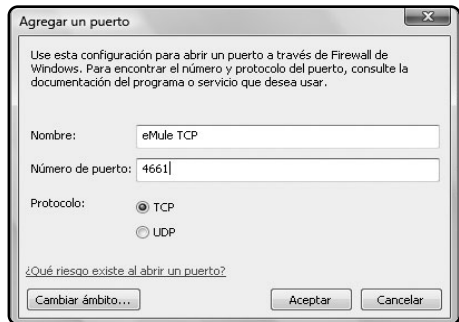 Agregar un puerto
Use esta configuración para abrir un puerto a través de Firewall de
Windows. Para encontrar el número y protocolo del puerto, consulte la
documentación del programa o servicio que desea usar.
Nombre: eMule TCP
Número de puerto: 4661
Protocolo: TCP
UDP
¿Qué riesgo existe al abrir un puerto?
Cambiar ámbito... Aceptar Cancelar